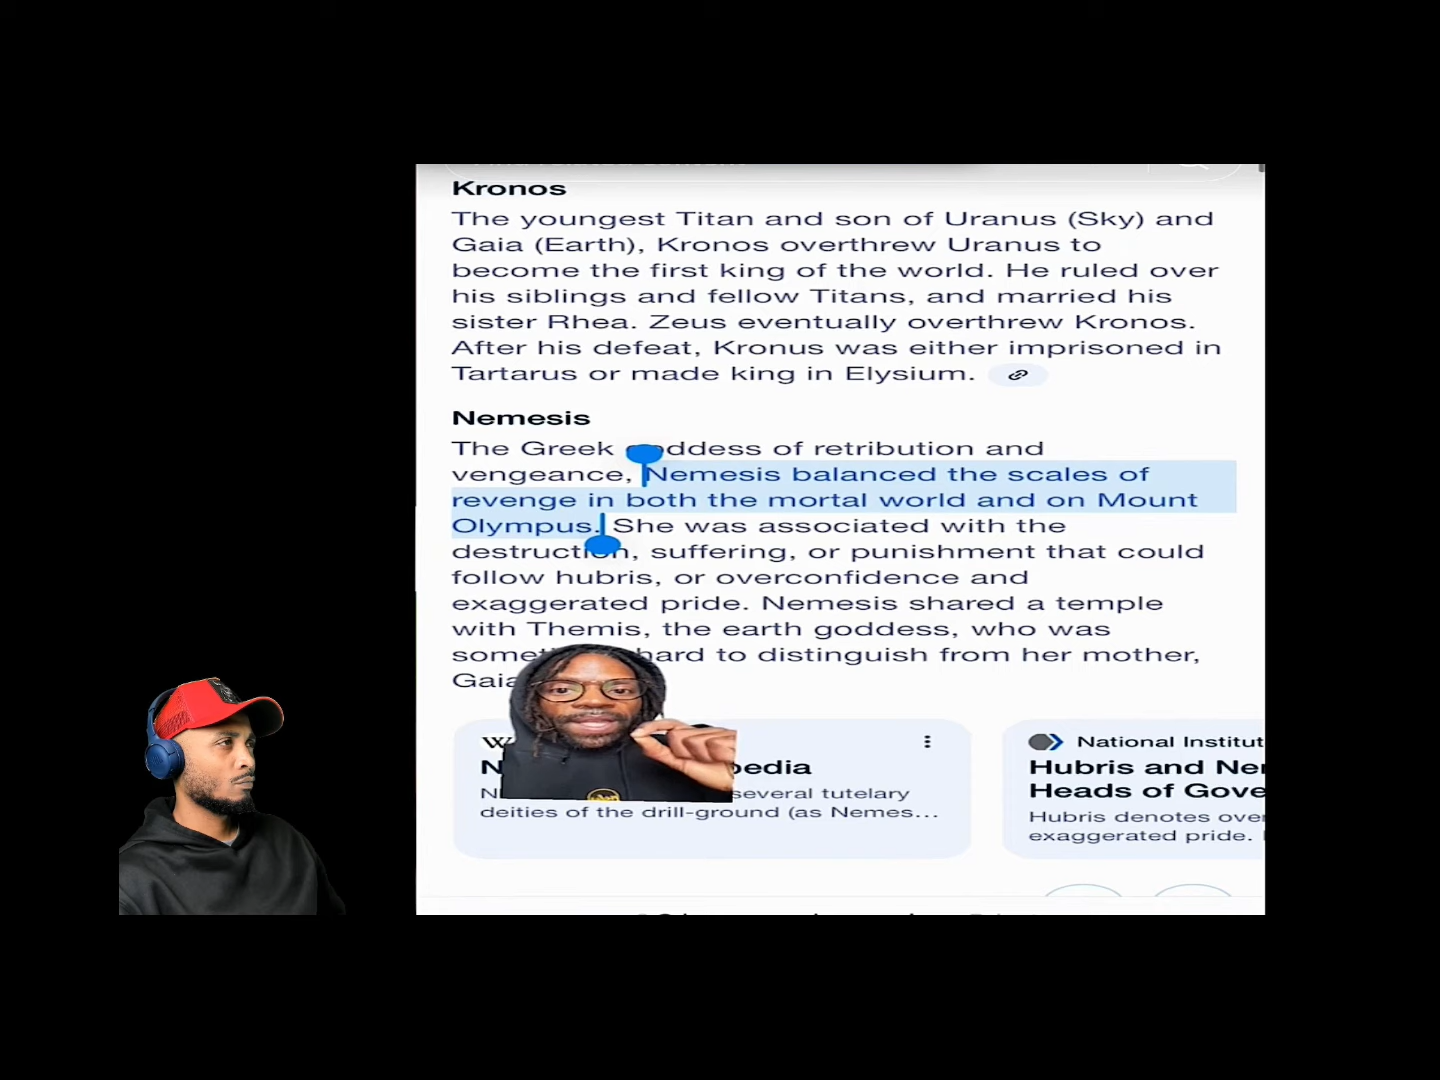 Kronos
The youngest Titan and son of Uranus (Sky) and
Gaia (Earth), Kronos overthrew Uranus to
become the first king of the world. He ruled over
his siblings and fellow Titans, and married his
sister Rhea. Zeus eventually overthrew Kronos.
After his defeat, Kronus was either imprisoned in
Tartarus or made king in Elysium.
Nemesis
The Greek goddess of retribution and
vengeance, Nemesis balanced the scales of
revenge in both the mortal world and on Mount
Olympus. She was associated with the
destruction, suffering, or punishment that could
follow hubris, or overconfidence and
exaggerated pride. Nemesis shared a temple
with Themis, the earth goddess, who was
hard to distinguish from her mother,
Gaia
W
several tutelary
deities of the drill-ground (as Nemes...
National Institut
Hubris and Ne
Heads of Gove
Hubris denotes over
exaggerated pride.